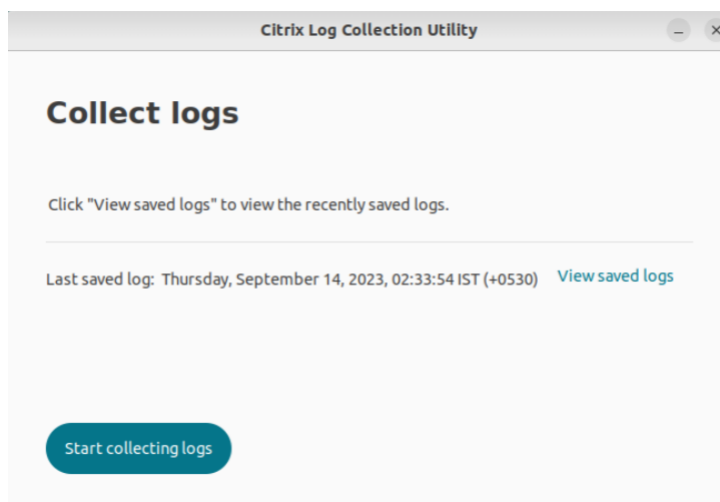 Citrix Log Collection Utility
Collect logs
Click "View saved logs" to view the recently saved logs.
Last saved log: Thursday, September 14, 2023, 02:33:54 IST (+0530) View saved logs
Start collecting logs